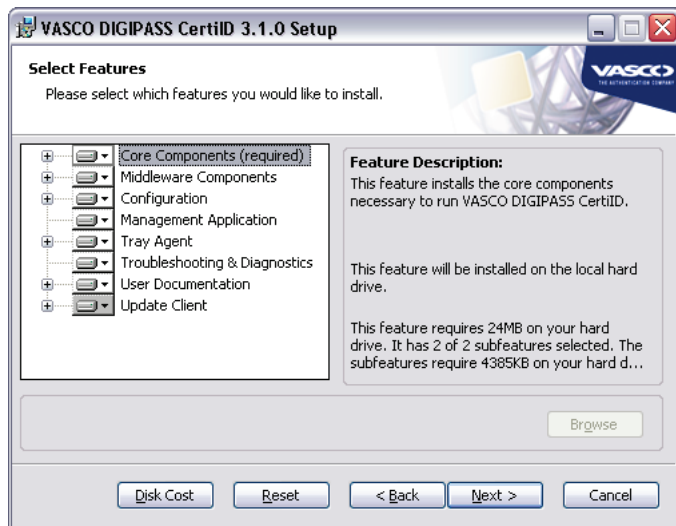 VASCO DIGIPASS CertiID 3.1.0 Setup
Select Features
Please select which features you would like to install.
VASCO
THE AUTHENTICATION COMPANY
Core Components (required)
Middleware Components
Configuration
Management Application
Tray Agent
Troubleshooting & Diagnostics
User Documentation
Update Client
Feature Description:
This feature installs the core components
necessary to run VASCO DIGIPASS CertiID.
This feature will be installed on the local hard
drive.
This feature requires 24MB on your hard
drive. It has 2 of 2 subfeatures selected. The
subfeatures require 4385KB on your hard d...
Browse
Disk Cost
Reset
< Back
Next >
Cancel